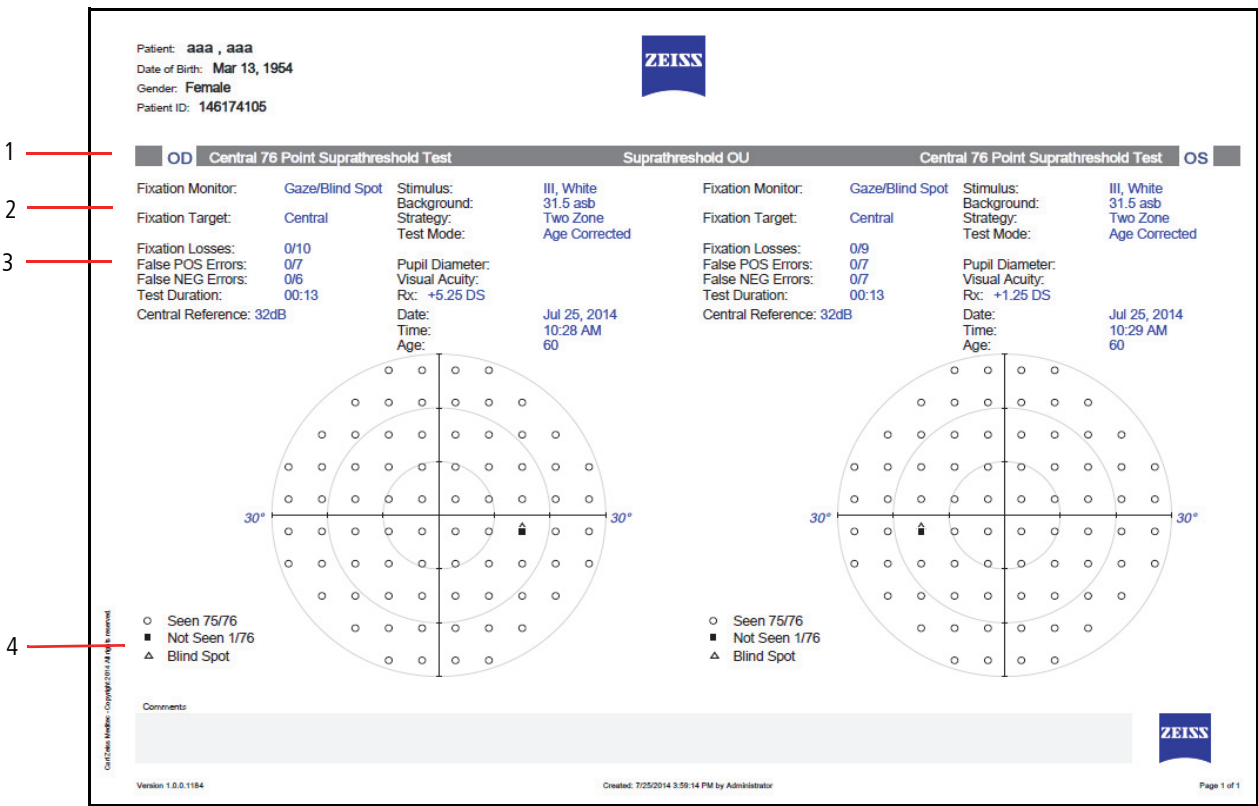 Patient: aaa , aaa
Date of Birth: Mar 13, 1954
Gender: Female
Patient ID: 146174105
ZEISS
1
OD Central 76 Point Suprathreshold Test Suprathreshold OU Central 76 Point Suprathreshold Test OS
2
3
Fixation Monitor: Gaze/Blind Spot
Fixation Target: Central
Fixation Losses: 0/10
False POS Errors: 0/7
False NEG Errors: 0/6
Test Duration: 00:13
Central Reference: 32dB
Stimulus: III, White
Background: 31.5 asb
Strategy: Two Zone
Test Mode: Age Corrected
Pupil Diameter:
Visual Acuity:
Rx: +5.25 DS
Date: Jul 25, 2014
Time: 10:28 AM
Age: 60
Fixation Monitor: Gaze/Blind Spot
Fixation Target: Central
Fixation Losses: 0/9
False POS Errors: 0/7
False NEG Errors: 0/7
Test Duration: 00:13
Central Reference: 32dB
Stimulus: III, White
Background: 31.5 asb
Strategy: Two Zone
Test Mode: Age Corrected
Pupil Diameter:
Visual Acuity:
Rx: +1.25 DS
Date: Jul 25, 2014
Time: 10:29 AM
Age: 60
30° 30°
30° 30°
4
Seen 75/76
Not Seen 1/76
Blind Spot
Seen 75/76
Not Seen 1/76
Blind Spot
Carl Zeiss Meditec - Copyright 2014 All rights reserved.
Comments
ZEISS
Version 1.0.0.1184
Created: 7/25/2014 3:59:14 PM by Administrator
Page 1 of 1